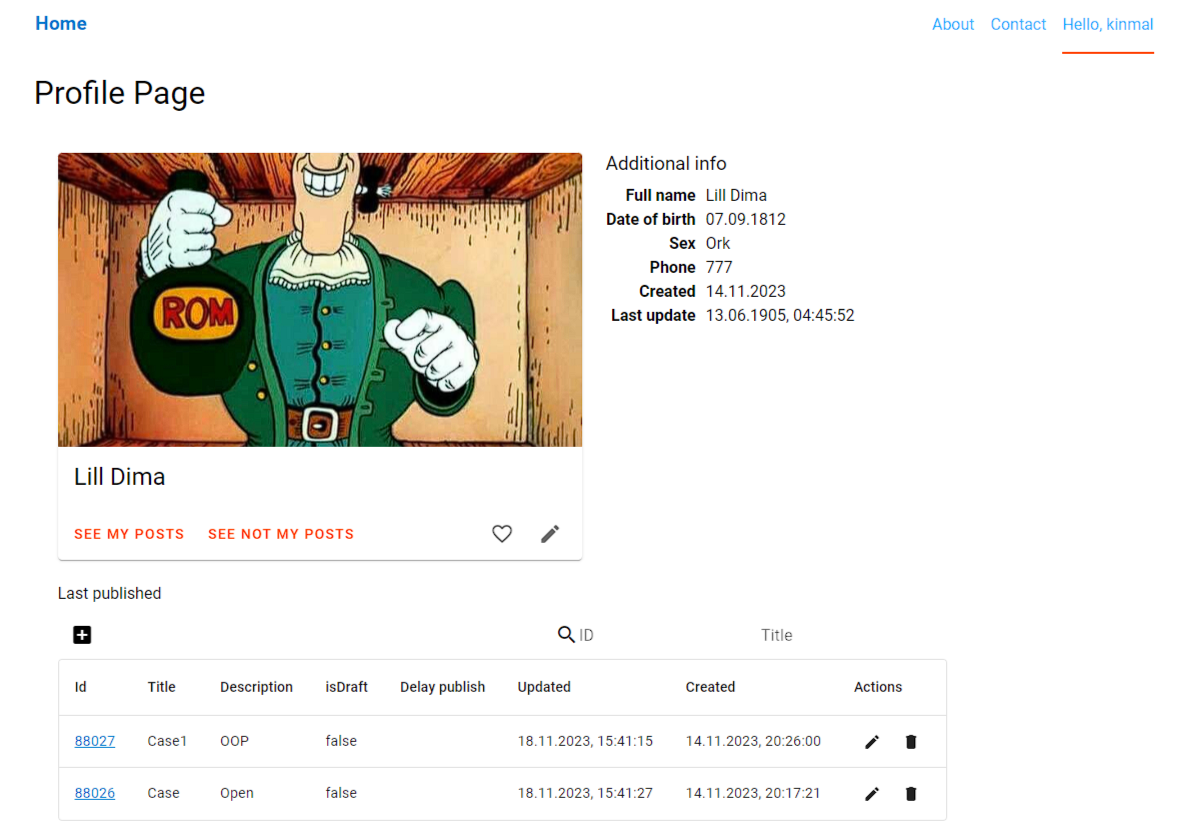 Home
About Contact Hello, kinmal
Profile Page
ROM
Additional info
Full name Lill Dima
Date of birth 07.09.1812
Sex Ork
Phone 777
Created 14.11.2023
Last update 13.06.1905, 04:45:52
Lill Dima
SEE MY POSTS SEE NOT MY POSTS
Last published
ID Title
Id Title Description isDraft Delay publish Updated Created Actions
88027 Case1 OOP false 18.11.2023, 15:41:15 14.11.2023, 20:26:00
88026 Case Open false 18.11.2023, 15:41:27 14.11.2023, 20:17:21